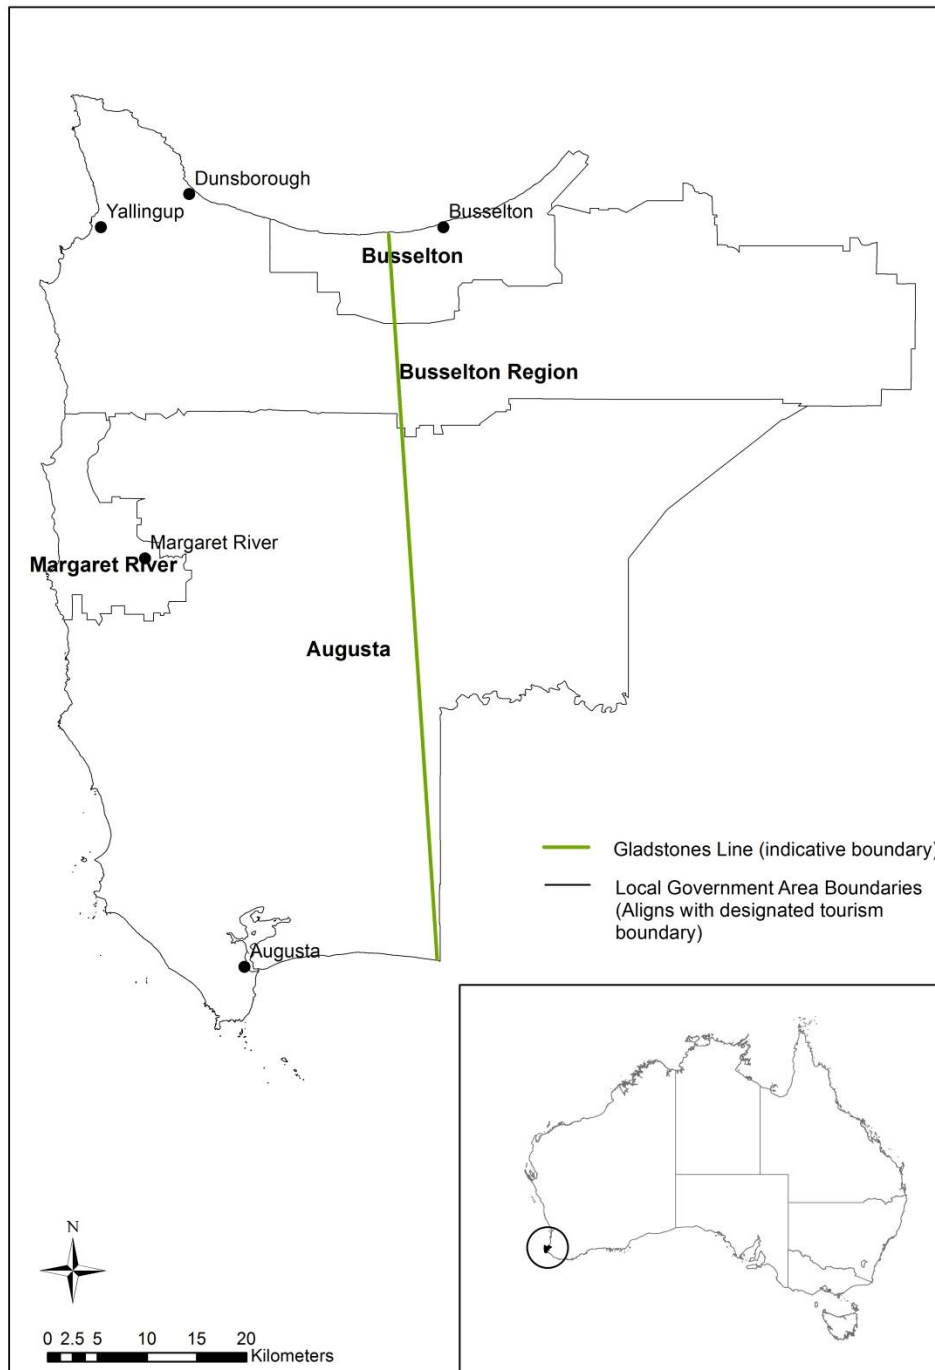 Dunsborough
Yallingup
Busselton
Busselton
Busselton Region
Margaret River
Margaret River
Augusta
Gladstones Line (indicative boundary)
Local Government Area Boundaries
(Aligns with designated tourism
boundary)
Augusta
N
0 2.5 5 10 15 20
Kilometers